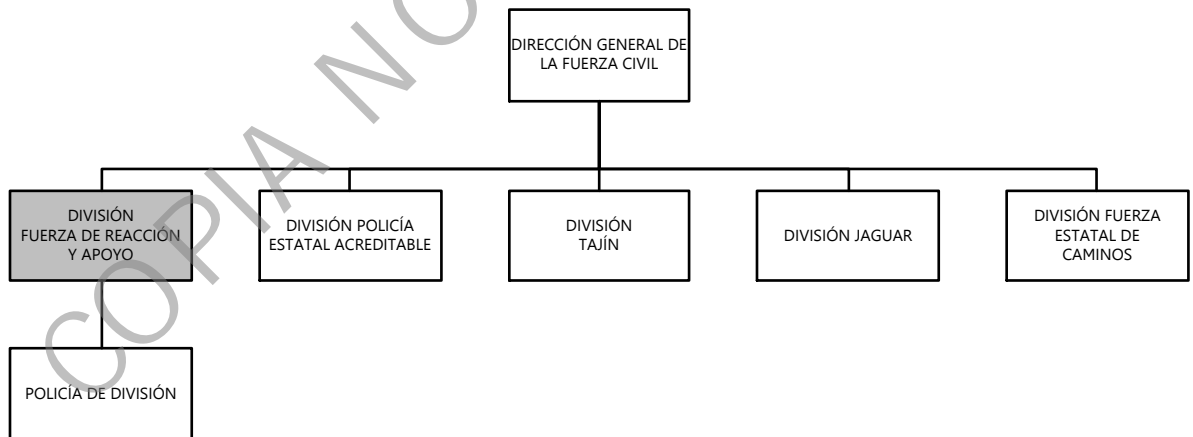 DIRECCIÓN GENERAL DE
LA FUERZA CIVIL
DIVISIÓN
FUERZA DE REACCIÓN
Y APOYO
DIVISIÓN POLICÍA
ESTATAL ACREDITABLE
DIVISIÓN
TAJÍN
DIVISIÓN JAGUAR
DIVISIÓN FUERZA
ESTATAL DE
CAMINOS
POLICÍA DE DIVISIÓN
COPIA NO